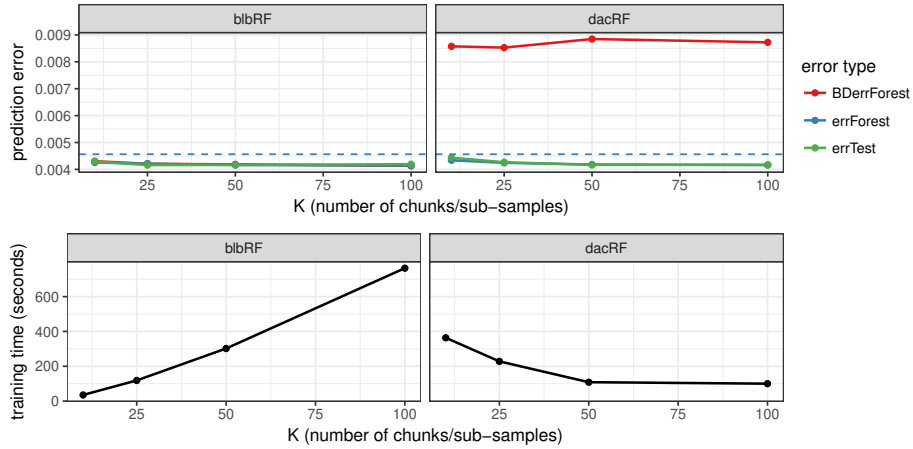 blbRF
dacRF
prediction error
0.009
0.008
0.007
0.006
0.005
0.004
25
50
75
100
25
50
75
100
K (number of chunks/sub−samples)
error type
BDerrForest
errForest
errTest
blbRF
dacRF
training time (seconds)
600
400
200
0
25
50
75
100
25
50
75
100
K (number of chunks/sub−samples)